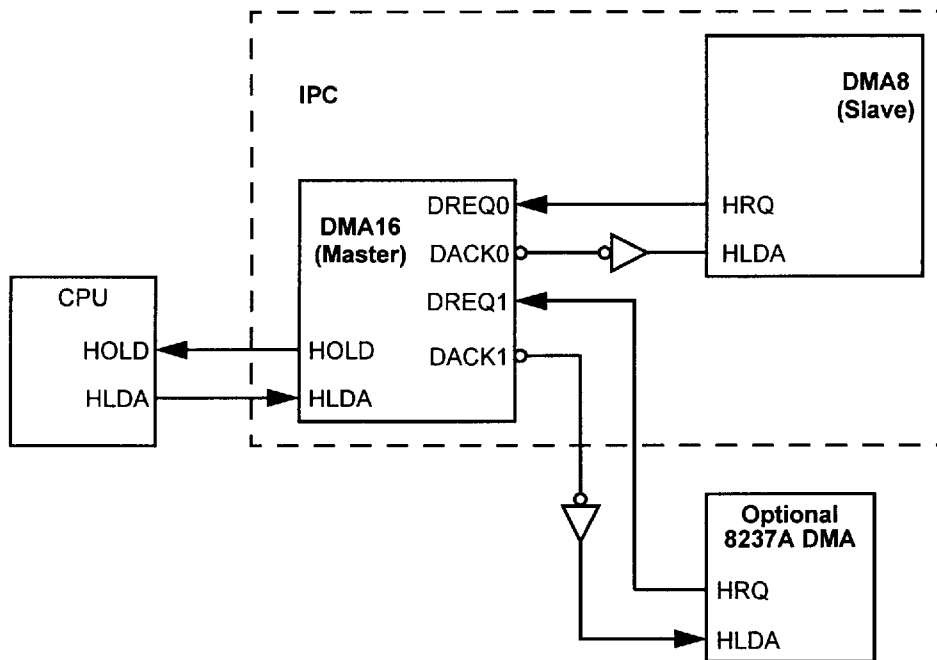 IPC
DMA8
(Slave)
HRQ
HLDA
DMA16
(Master)
DREQ0
DACK0
DREQ1
DACK1
HOLD
HLDA
CPU
HOLD
HLDA
Optional
8237A DMA
HRQ
HLDA